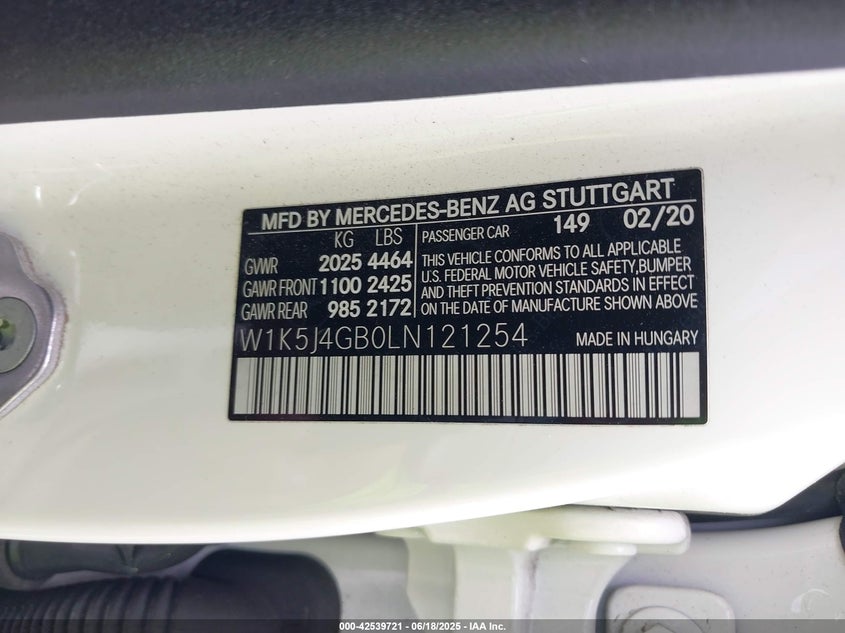 MFD BY MERCEDES-BENZ AG STUTTGART
KG LBS PASSENGER CAR 149 02/20
GVWR 2025 4464
GAWR FRONT 1100 2425
GAWR REAR 985 2172
THIS VEHICLE CONFORMS TO ALL APPLICABLE
U.S. FEDERAL MOTOR VEHICLE SAFETY,BUMPER
AND THEFT PREVENTION STANDARDS IN EFFECT
ON THE DATE OF MANUFACTURE SHOWN ABOVE
W1K5J4GB0LN121254 MADE IN HUNGARY
000-42539721 - 06/18/2025 - IAA Inc.